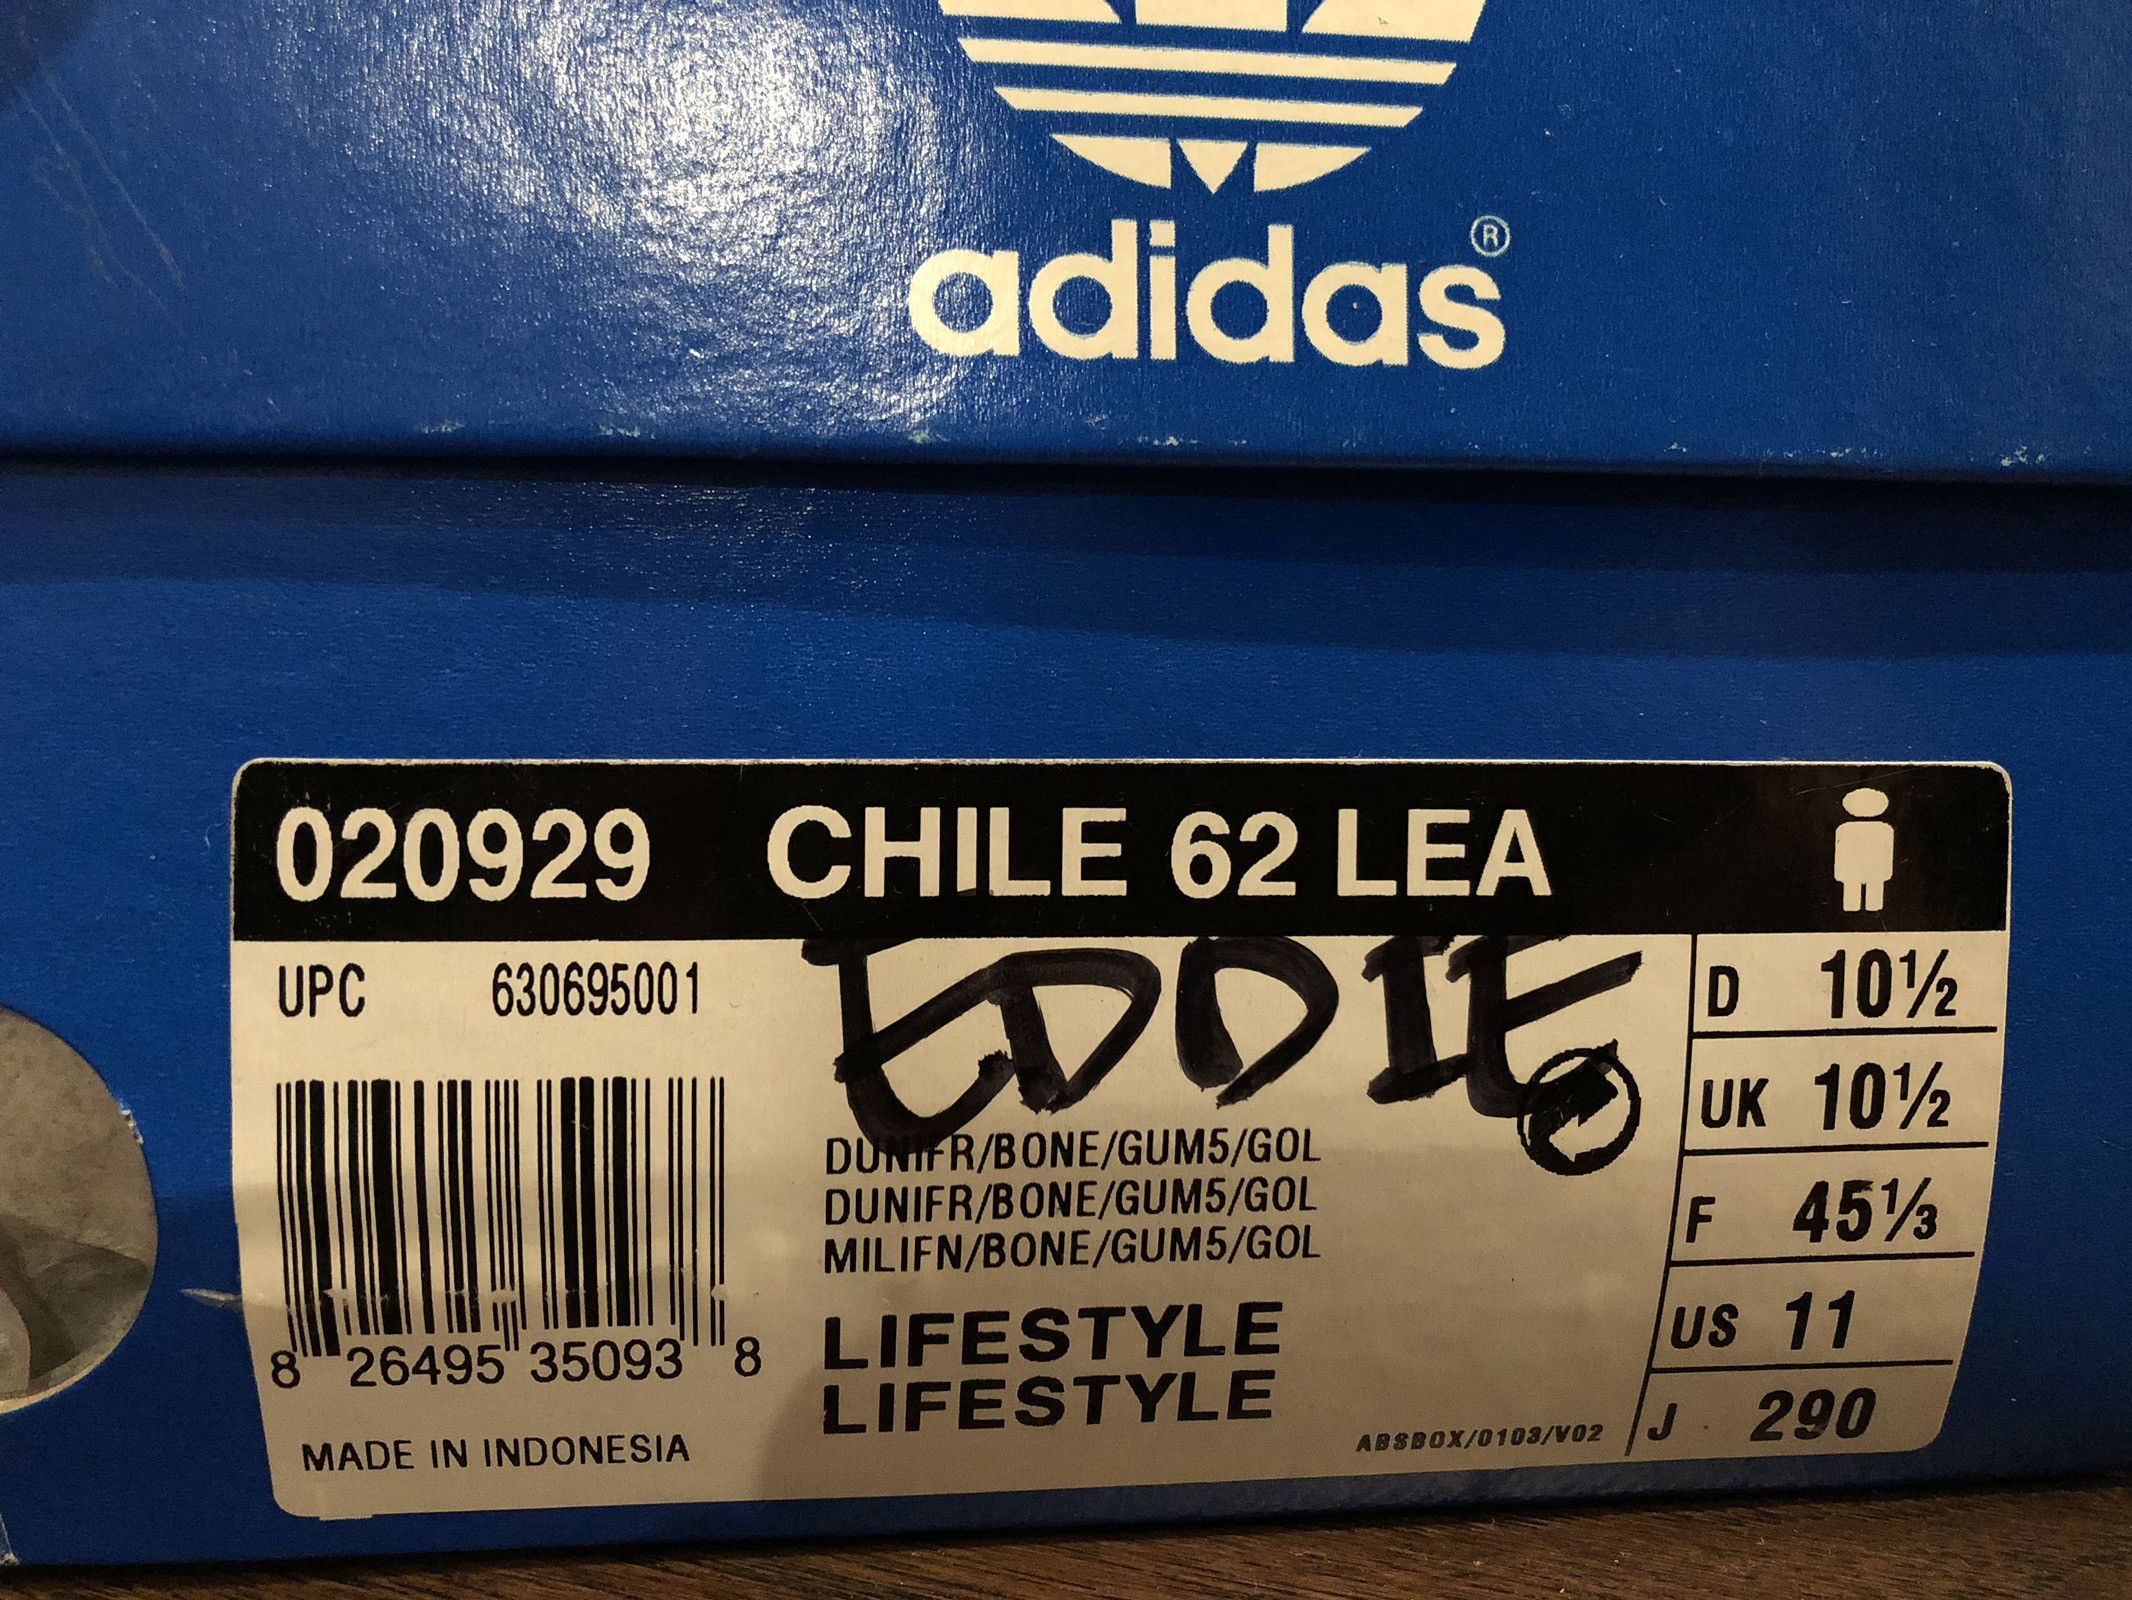 adidas®
020929 CHILE 62 LEA
EDDIE
UPC 630695001
D 10½
UK 10½
F 45⅓
US 11
J 290
DUNIFR/BONE/GUM5/GOL
DUNIFR/BONE/GUM5/GOL
MILIFN/BONE/GUM5/GOL
8 26495 35093 8
LIFESTYLE
LIFESTYLE
MADE IN INDONESIA
ABSBOX/0103/V02